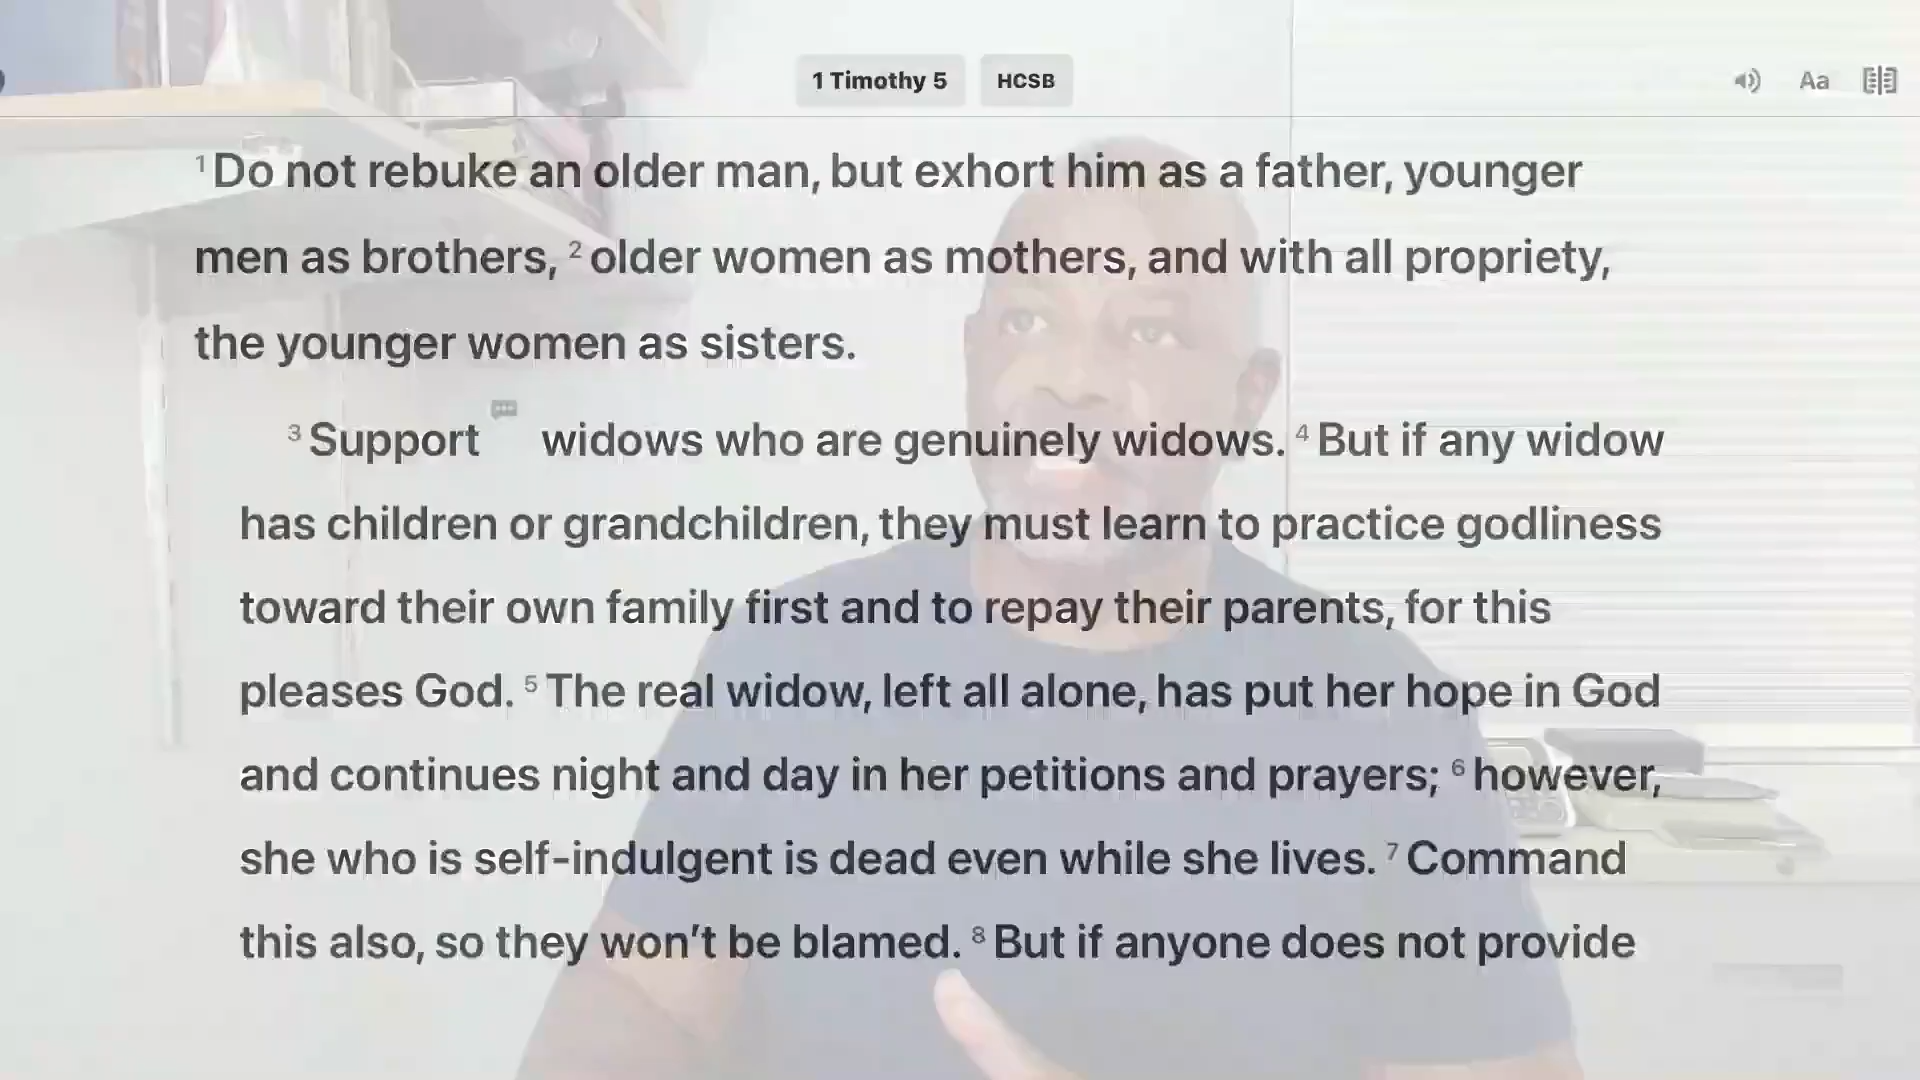 1 Timothy 5 HCSB Aa
1 Do not rebuke an older man, but exhort him as a father, younger
men as brothers, 2 older women as mothers, and with all propriety,
the younger women as sisters.
3 Support widows who are genuinely widows. 4 But if any widow
has children or grandchildren, they must learn to practice godliness
toward their own family first and to repay their parents, for this
pleases God. 5 The real widow, left all alone, has put her hope in God
and continues night and day in her petitions and prayers; 6 however,
she who is self-indulgent is dead even while she lives. 7 Command
this also, so they won’t be blamed. 8 But if anyone does not provide